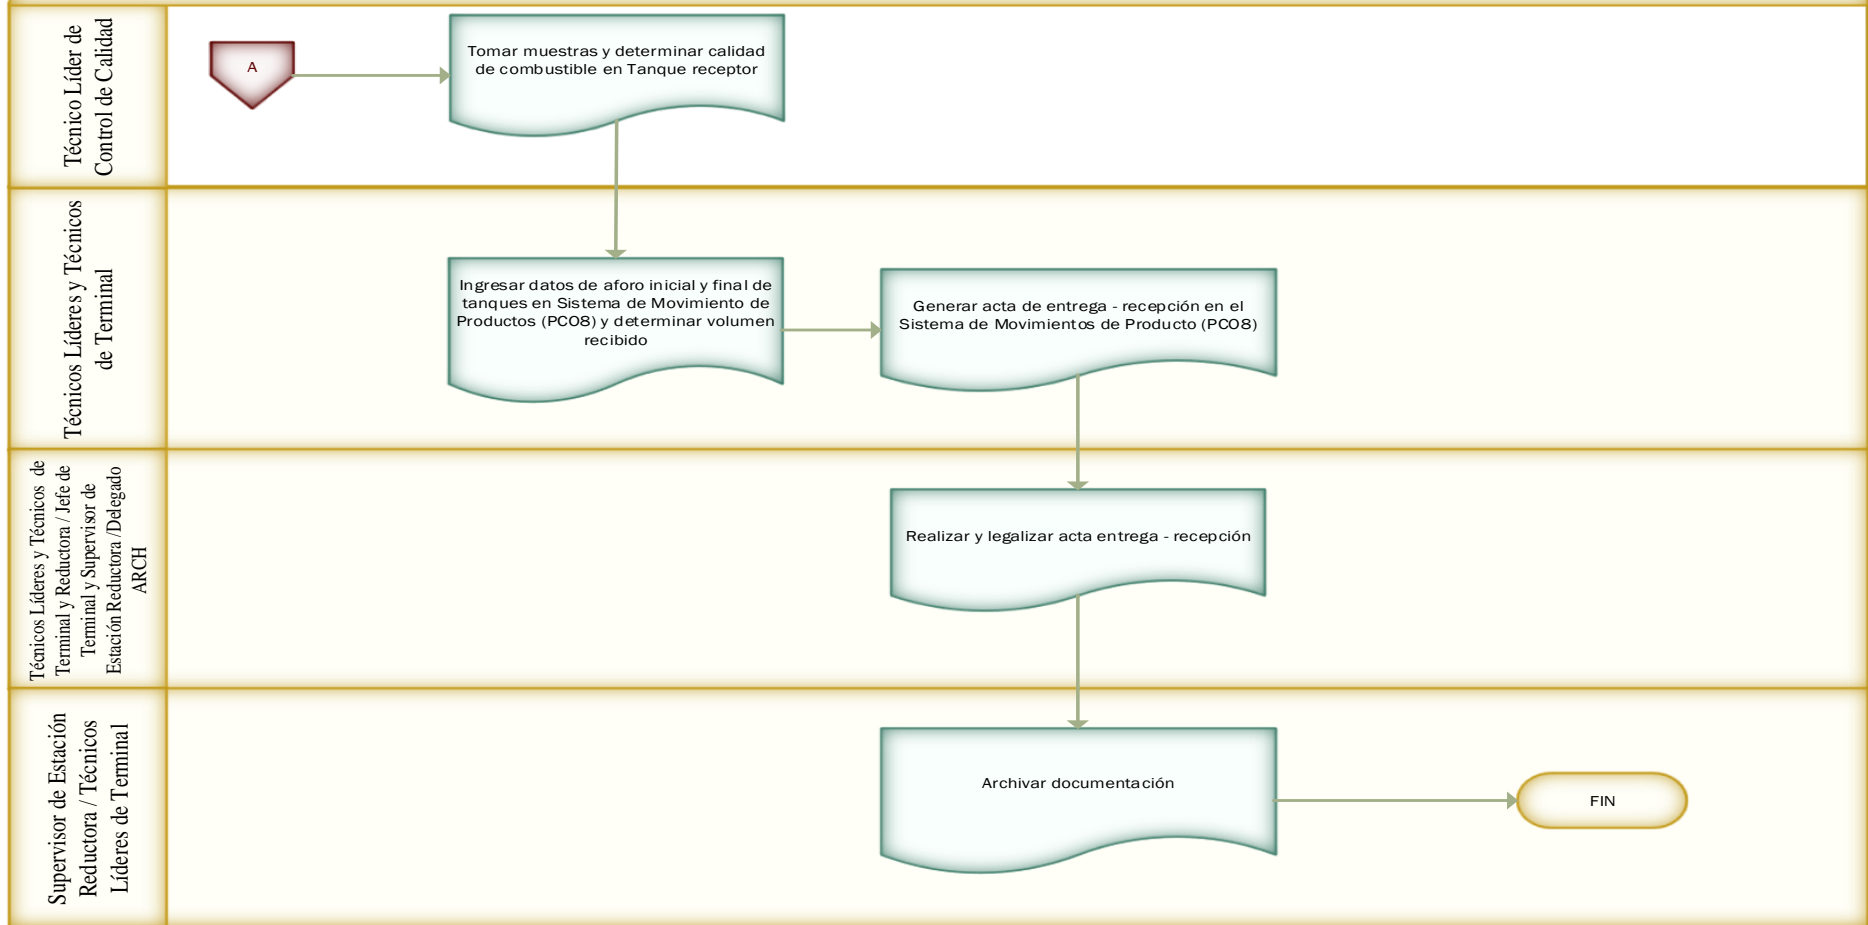 Técnico Líder de
Control de Calidad
A
Tomar muestras y determinar calidad
de combustible en Tanque receptor
Técnicos Líderes y Técnicos
de Terminal
Ingresar datos de aforo inicial y final de
tanques en Sistema de Movimiento de
Productos (PCO8) y determinar volumen
recibido
Generar acta de entrega - recepción en el
Sistema de Movimientos de Producto (PCO8)
Técnicos Líderes y Técnicos de
Terminal y Reductora / Jefe de
Terminal y Supervisor de
Estación Reductora /Delegado
ARCH
Realizar y legalizar acta entrega - recepción
Supervisor de Estación
Reductora / Técnicos
Líderes de Terminal
Archivar documentación
FIN